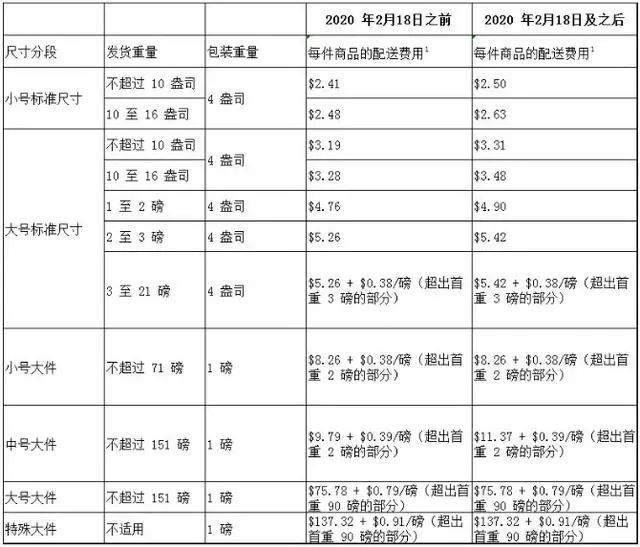 2020 年2月18日之前 2020 年2月18日及之后
尺寸分段 发货重量 包装重量 每件商品的配送费用1 每件商品的配送费用1
小号标准尺寸 不超过 10 盎司 4 盎司 $2.41 $2.50
10 至 16 盎司 $2.48 $2.63
大号标准尺寸 不超过 10 盎司 4 盎司 $3.19 $3.31
10 至 16 盎司 $3.28 $3.48
1 至 2 磅 4 盎司 $4.76 $4.90
2 至 3 磅 4 盎司 $5.26 $5.42
3 至 21 磅 4 盎司 $5.26 + $0.38/磅（超出首 $5.42 + $0.38/磅（超出首
重 3 磅的部分） 重 3 磅的部分）
小号大件 不超过 71 磅 1 磅 $8.26 + $0.38/磅（超出首 $8.26 + $0.38/磅（超出首
重 2 磅的部分） 重 2 磅的部分）
中号大件 不超过 151 磅 1 磅 $9.79 + $0.39/磅（超出首 $11.37 + $0.39/磅（超出
重 2 磅的部分） 首重 2 磅的部分）
大号大件 不超过 151 磅 1 磅 $75.78 + $0.79/磅（超出首 $75.78 + $0.79/磅（超出
重 90 磅的部分） 首重 90 磅的部分）
特殊大件 不适用 1 磅 $137.32 + $0.91/磅（超出 $137.32 + $0.91/磅（超出
首重 90 磅的部分） 首重 90 磅的部分）